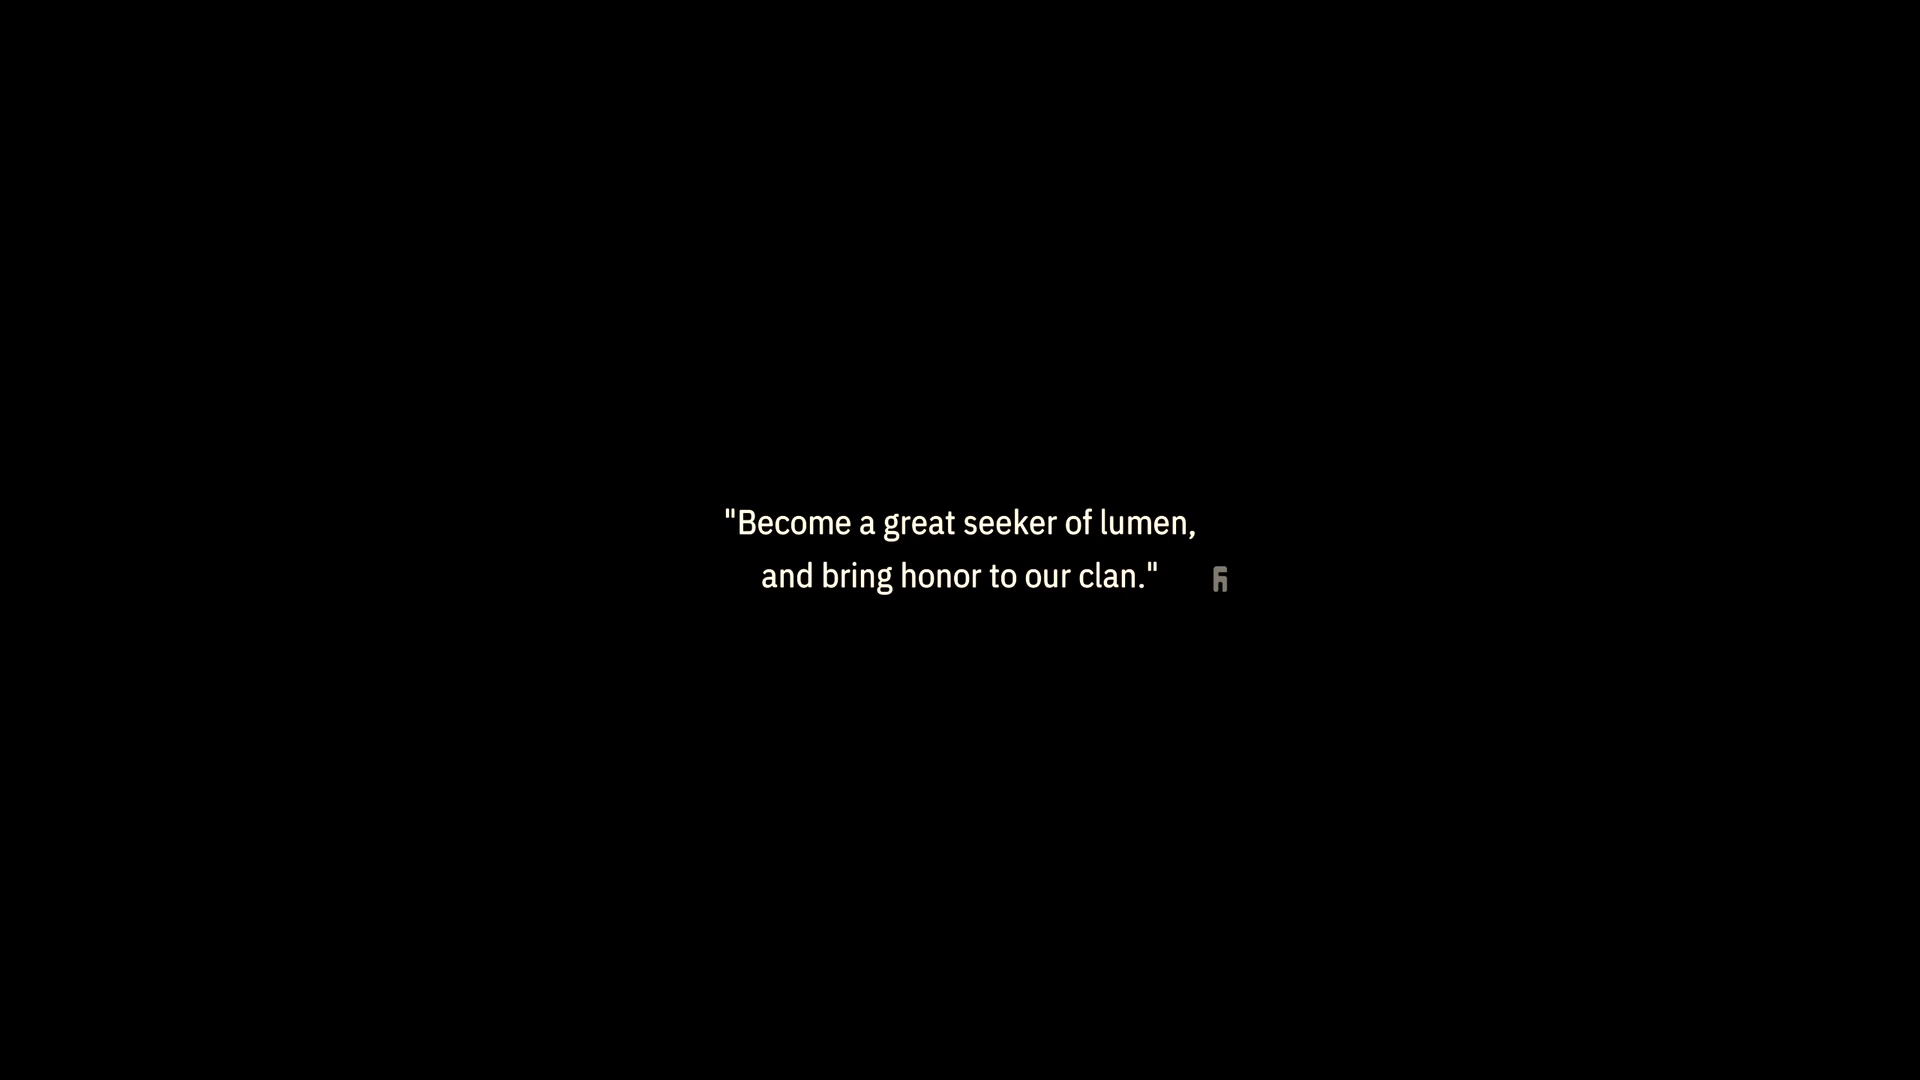 "Become a great seeker of lumen,
and bring honor to our clan."